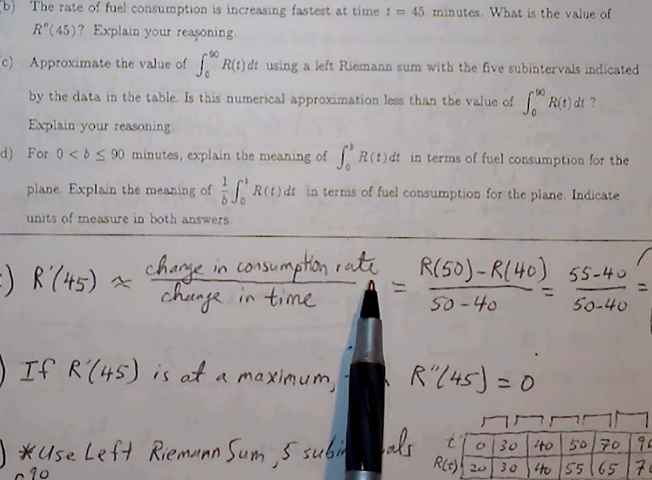 b) The rate of fuel consumption is increasing fastest at time t = 45 minutes. What is the value of
R''(45)? Explain your reasoning.
c) Approximate the value of ∫₀⁹⁰ R(t) dt using a left Riemann sum with the five subintervals indicated
by the data in the table. Is this numerical approximation less than the value of ∫₀⁹⁰ R(t) dt ?
Explain your reasoning.
d) For 0 < b ≤ 90 minutes, explain the meaning of ∫₀ᵇ R(t) dt in terms of fuel consumption for the
plane. Explain the meaning of 1/b ∫₀ᵇ R(t) dt in terms of fuel consumption for the plane. Indicate
units of measure in both answers.
) R'(45) ≈ change in consumption rate / change in time = R(50)-R(40) / 50-40 = 55-40 / 50-40 =
) If R'(45) is at a maximum, R''(45) = 0
) *Use Left Riemann Sum, 5
t 0 30 40 50 70
R(t) 20 30 40 55 65
90